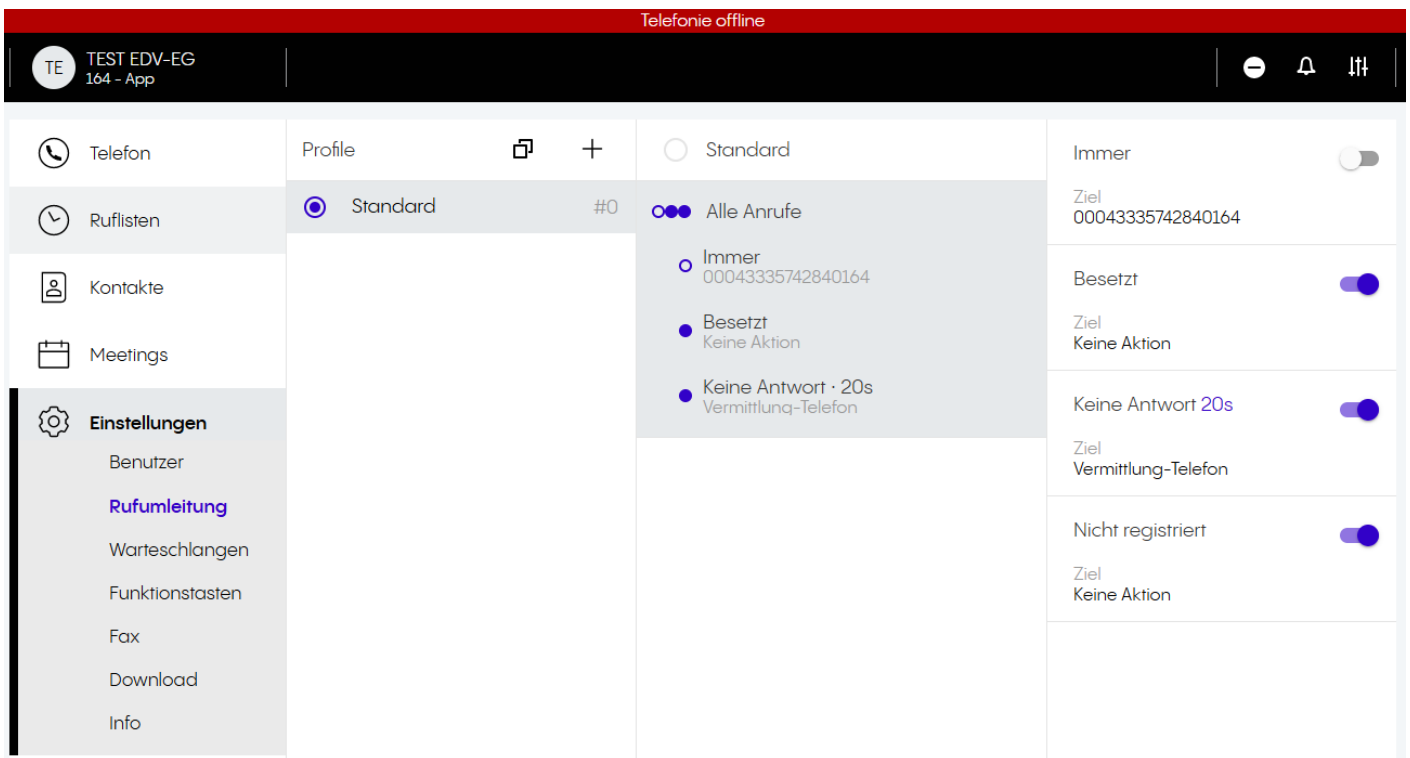 Telefonie offline
TE
TEST EDV-EG
164 - App
Telefon
Ruflisten
Kontakte
Meetings
Einstellungen
Benutzer
Rufumleitung
Warteschlangen
Funktionstasten
Fax
Download
Info
Profile
Standard #0
Standard
Alle Anrufe
Immer
00043335742840164
Besetzt
Keine Aktion
Keine Antwort · 20s
Vermittlung-Telefon
Immer
Ziel
00043335742840164
Besetzt
Ziel
Keine Aktion
Keine Antwort 20s
Ziel
Vermittlung-Telefon
Nicht registriert
Ziel
Keine Aktion